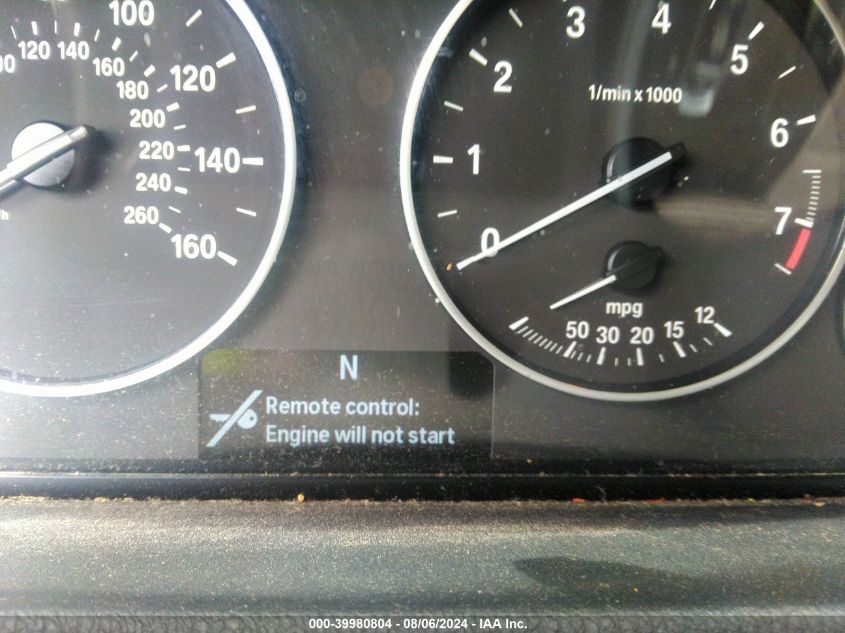 100
120
140
160
120 140
160
180
200
220
240
260
0
1
2
3
4
5
6
7
1/min x 1000
mpg
50 30 20 15 12
N
Remote control:
Engine will not start
000-39980804 - 08/06/2024 - IAA Inc.